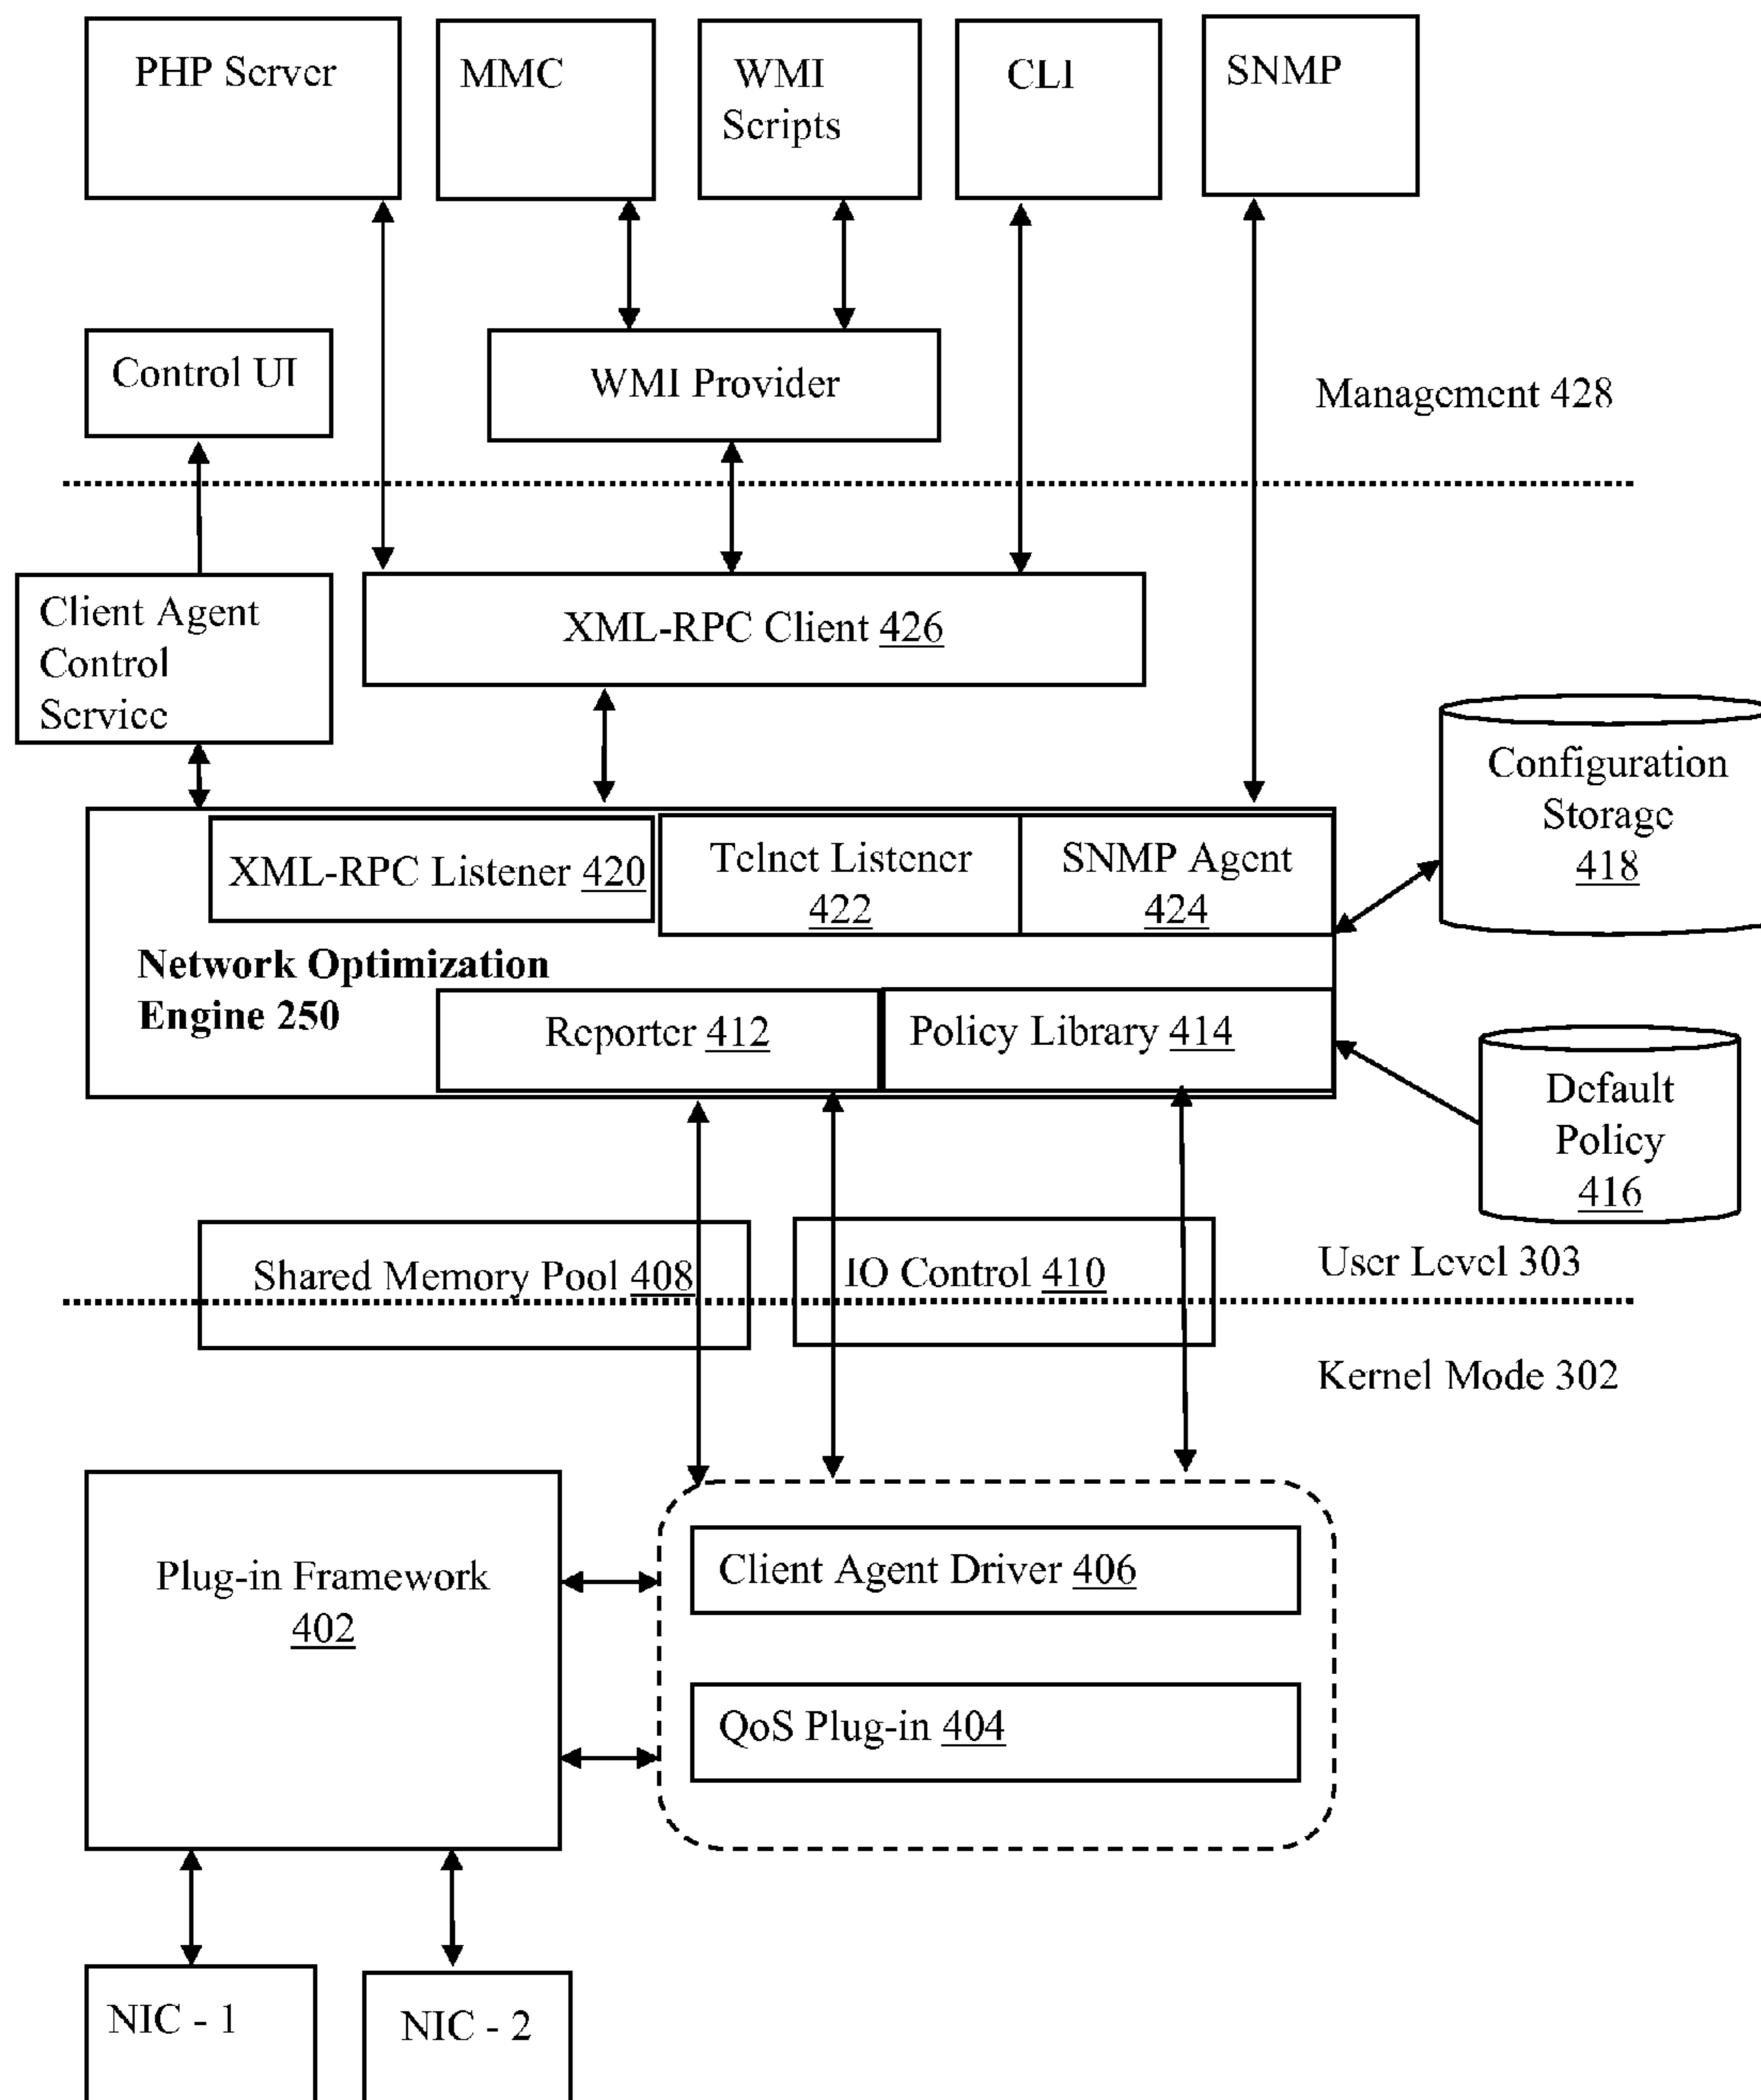 PHP Server
MMC
WMI
Scripts
CLI
SNMP
Control UI
WMI Provider
Management 428
Client Agent
Control
Service
XML-RPC Client 426
Configuration
Storage
418
XML-RPC Listener 420
Telnet Listener
422
SNMP Agent
424
Network Optimization
Engine 250
Reporter 412
Policy Library 414
Default
Policy
416
Shared Memory Pool 408
IO Control 410
User Level 303
Kernel Mode 302
Plug-in Framework
402
Client Agent Driver 406
QoS Plug-in 404
NIC - 1
NIC - 2